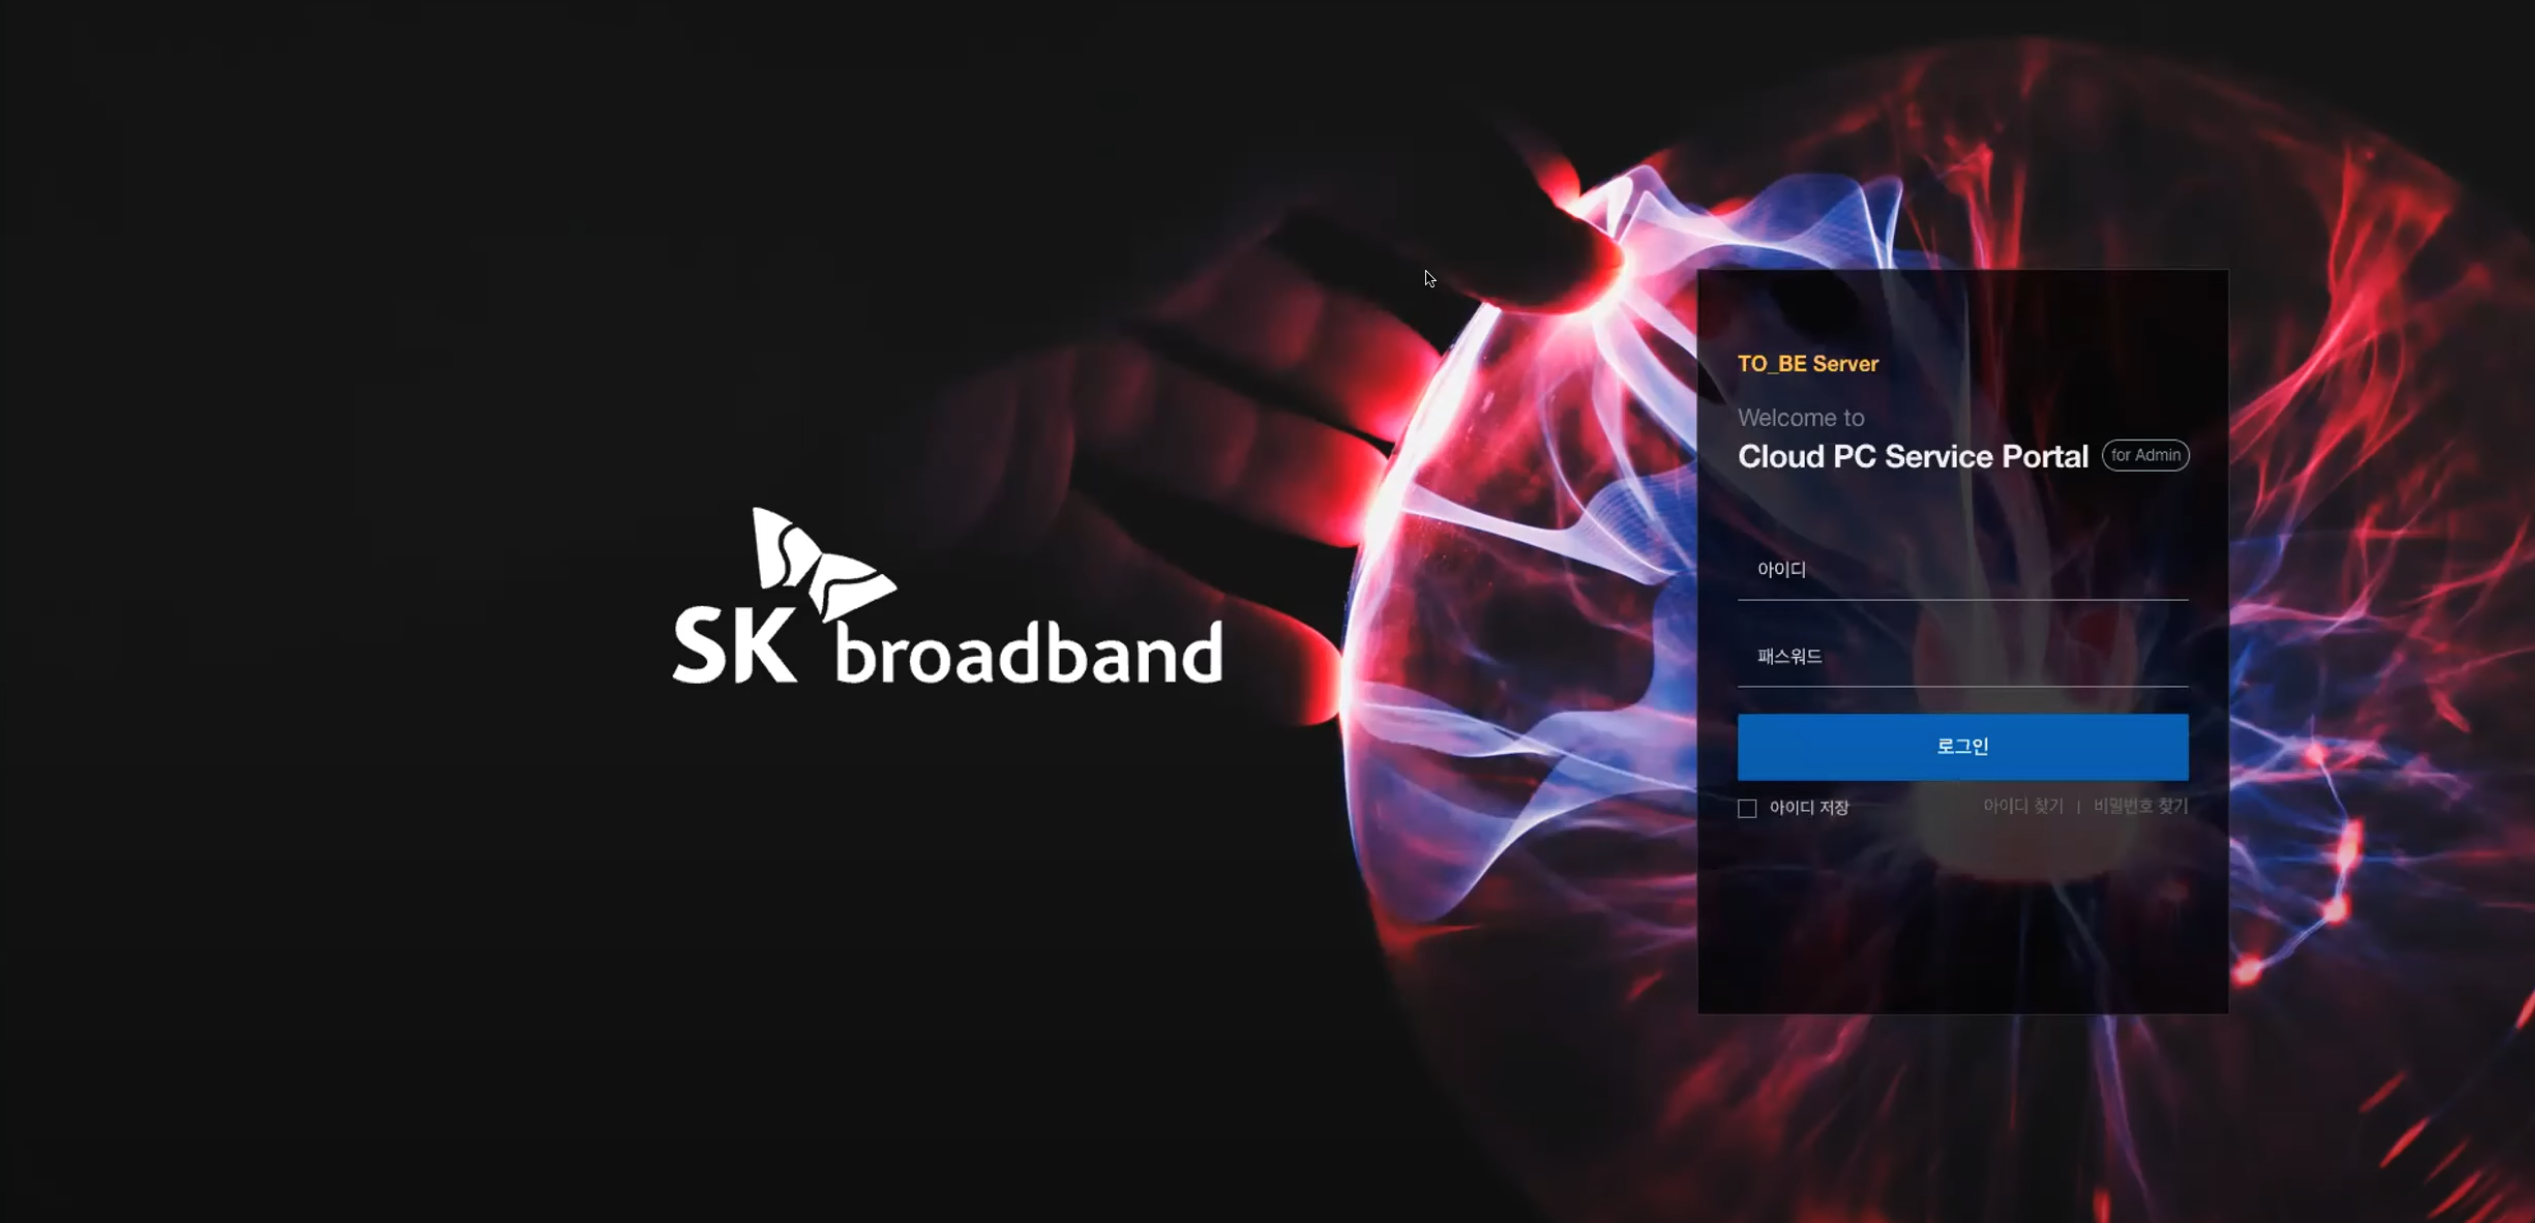 SK broadband
TO_BE Server
Welcome to
Cloud PC Service Portal for Admin
아이디
패스워드
로그인
아이디 저장 아이디 찾기 | 비밀번호 찾기